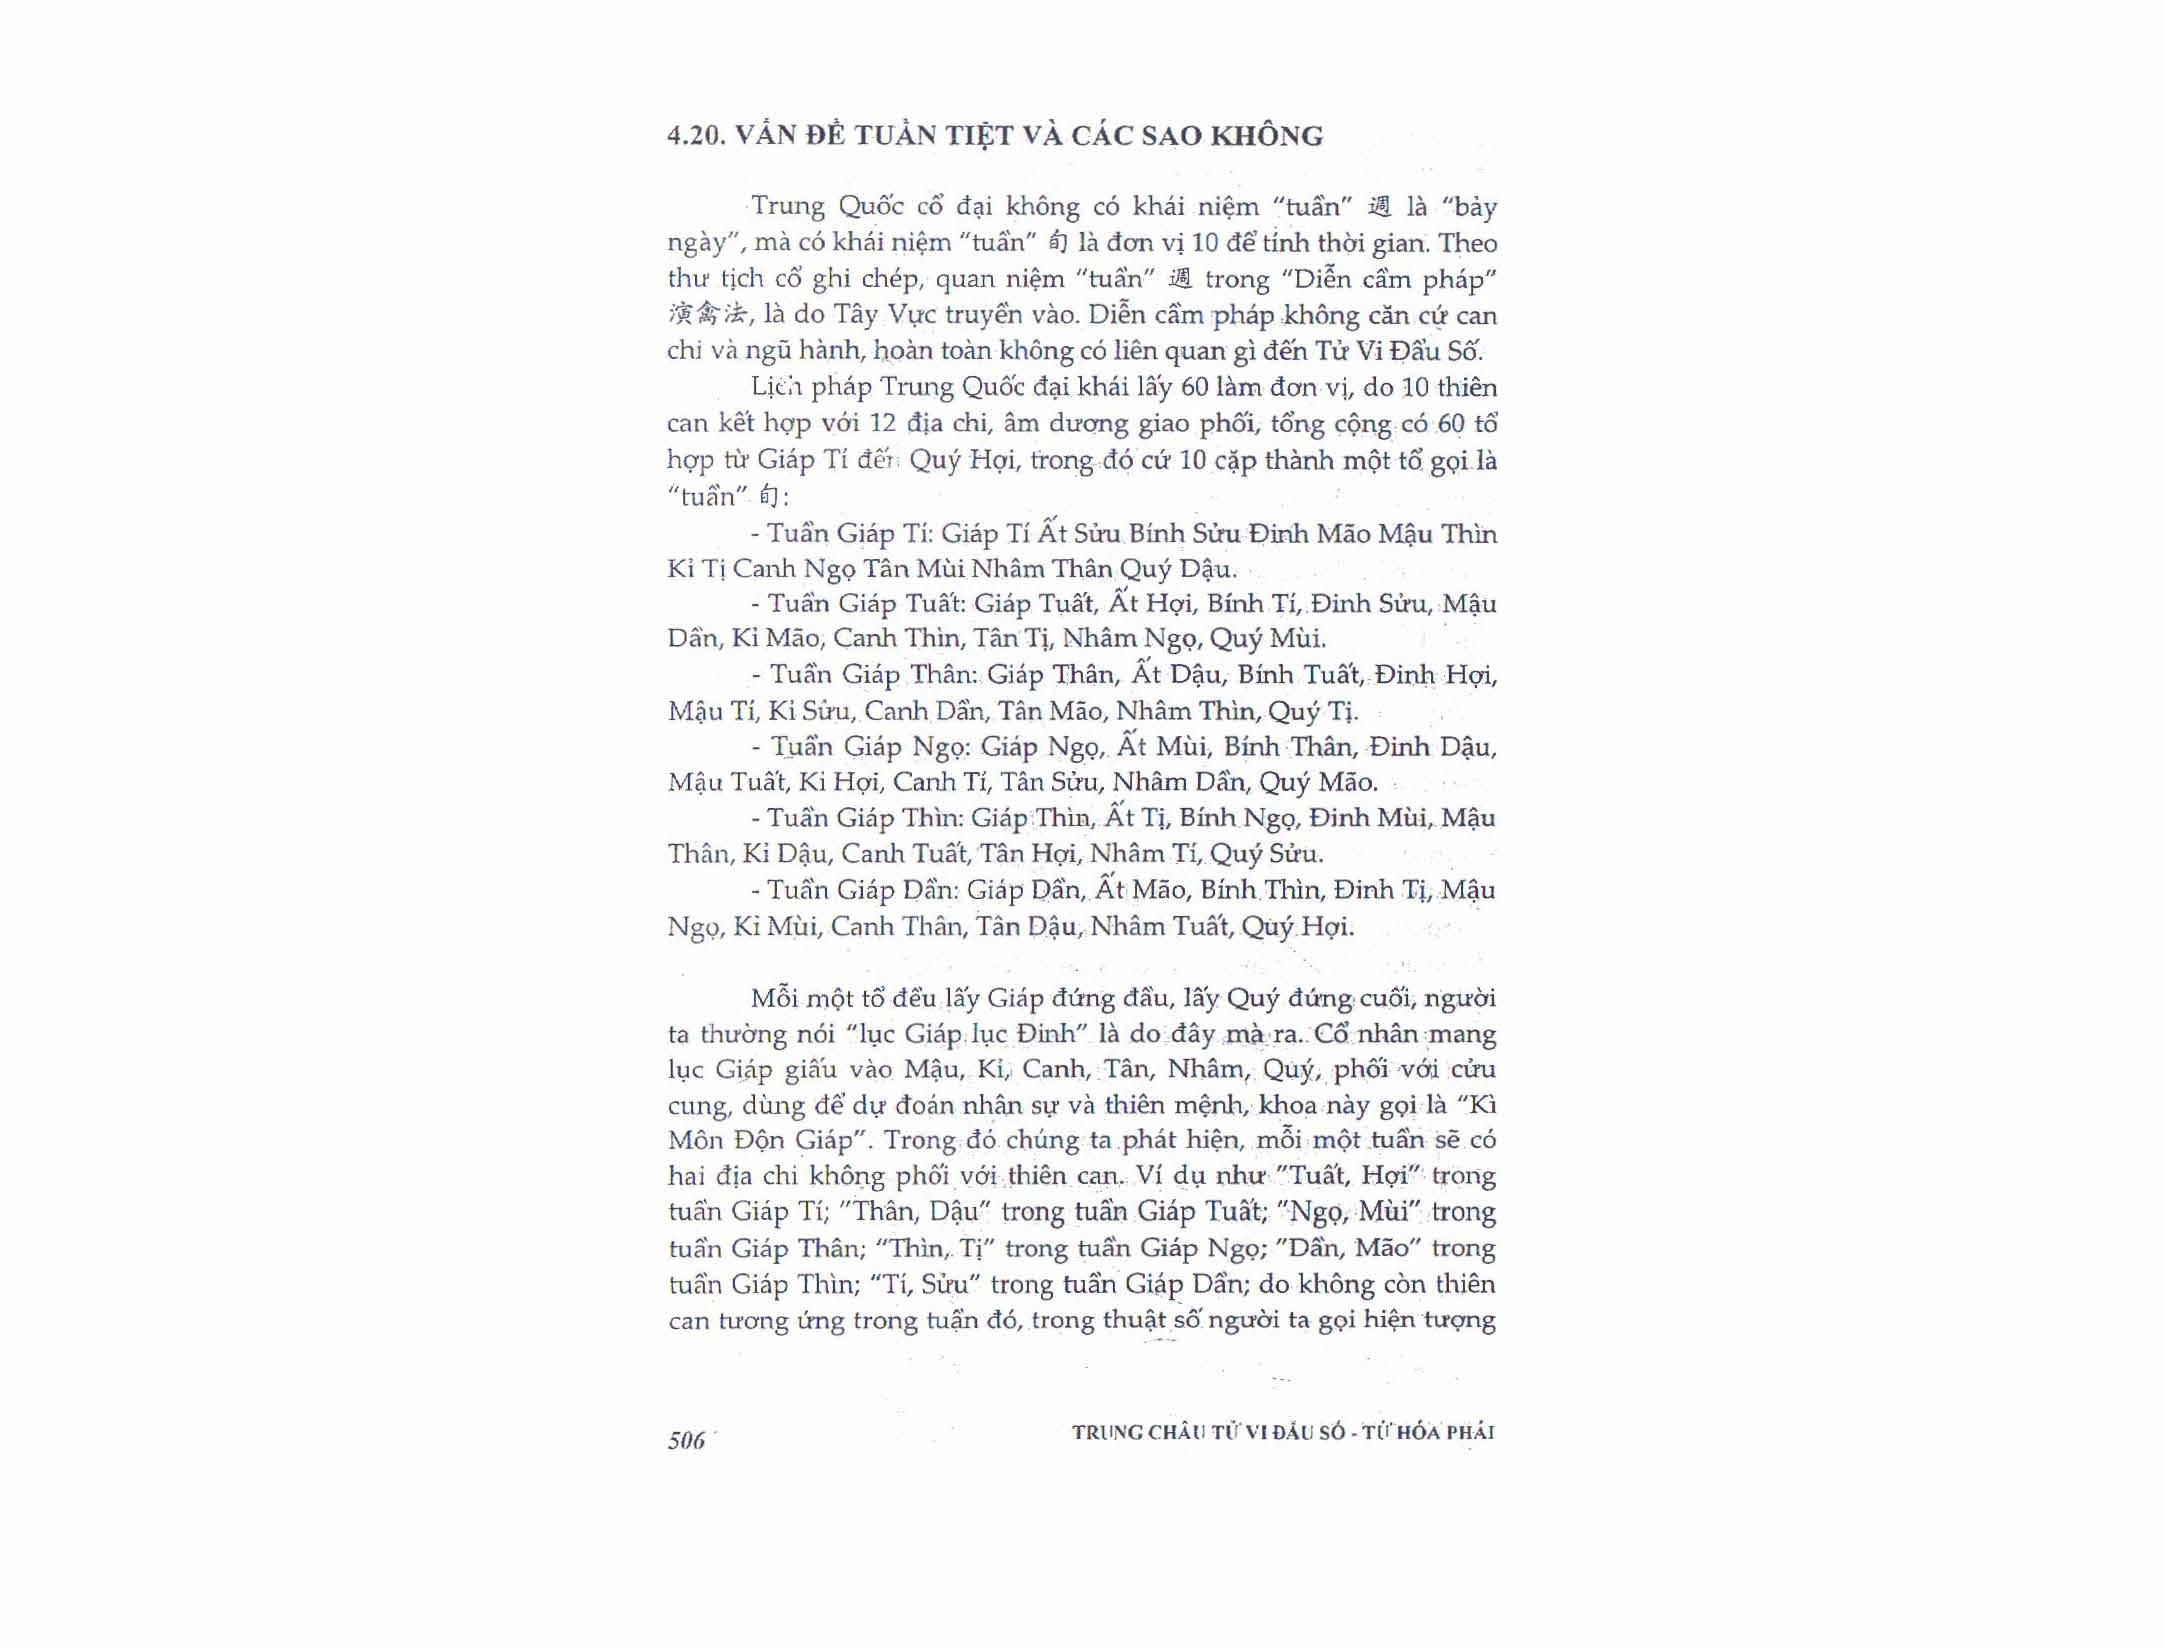 4.20. VẤN ĐỀ TUẦN TIỆT VÀ CÁC SAO KHÔNG
Trung Quốc cổ đại không có khái niệm "tuần" 週 là "bảy
ngày", mà có khái niệm "tuần" 旬 là đơn vị 10 để tính thời gian. Theo
thư tịch cổ ghi chép, quan niệm "tuần" 週 trong "Diễn cầm pháp"
演禽法, là do Tây Vực truyền vào. Diễn cầm pháp không căn cứ can
chi và ngũ hành, hoàn toàn không có liên quan gì đến Tử Vi Đẩu Số.
Lịch pháp Trung Quốc đại khái lấy 60 làm đơn vị, do 10 thiên
can kết hợp với 12 địa chi, âm dương giao phối, tổng cộng có 60 tổ
hợp từ Giáp Tí đến Quý Hợi, trong đó cứ 10 cặp thành một tổ gọi là
"tuần" 旬:
- Tuần Giáp Tí: Giáp Tí Ất Sửu Bính Sửu Đinh Mão Mậu Thìn
Kỉ Tị Canh Ngọ Tân Mùi Nhâm Thân Quý Dậu.
- Tuần Giáp Tuất: Giáp Tuất, Ất Hợi, Bính Tí, Đinh Sửu, Mậu
Dần, Kỉ Mão, Canh Thìn, Tân Tị, Nhâm Ngọ, Quý Mùi.
- Tuần Giáp Thân: Giáp Thân, Ất Dậu, Bính Tuất, Đinh Hợi,
Mậu Tí, Kỉ Sửu, Canh Dần, Tân Mão, Nhâm Thìn, Quý Tị.
- Tuần Giáp Ngọ: Giáp Ngọ, Ất Mùi, Bính Thân, Đinh Dậu,
Mậu Tuất, Kỉ Hợi, Canh Tí, Tân Sửu, Nhâm Dần, Quý Mão.
- Tuần Giáp Thìn: Giáp Thìn, Ất Tị, Bính Ngọ, Đinh Mùi, Mậu
Thân, Kỉ Dậu, Canh Tuất, Tân Hợi, Nhâm Tí, Quý Sửu.
- Tuần Giáp Dần: Giáp Dần, Ất Mão, Bính Thìn, Đinh Tị, Mậu
Ngọ, Kỉ Mùi, Canh Thân, Tân Dậu, Nhâm Tuất, Quý Hợi.
Mỗi một tổ đều lấy Giáp đứng đầu, lấy Quý đứng cuối, người
ta thường nói "lục Giáp lục Đinh" là do đây mà ra. Cổ nhân mang
lục Giáp giấu vào Mậu, Kỉ, Canh, Tân, Nhâm, Quý, phối với cửu
cung, dùng để dự đoán nhân sự và thiên mệnh, khoa này gọi là "Kì
Môn Độn Giáp". Trong đó chúng ta phát hiện, mỗi một tuần sẽ có
hai địa chi không phối với thiên can. Ví dụ như "Tuất, Hợi" trong
tuần Giáp Tí; "Thân, Dậu" trong tuần Giáp Tuất; "Ngọ, Mùi" trong
tuần Giáp Thân; "Thìn, Tị" trong tuần Giáp Ngọ; "Dần, Mão" trong
tuần Giáp Thìn; "Tí, Sửu" trong tuần Giáp Dần; do không còn thiên
can tương ứng trong tuần đó, trong thuật số người ta gọi hiện tượng
506
TRUNG CHÂU TỬ VI ĐẨU SỐ - TỨ HÓA PHÁI